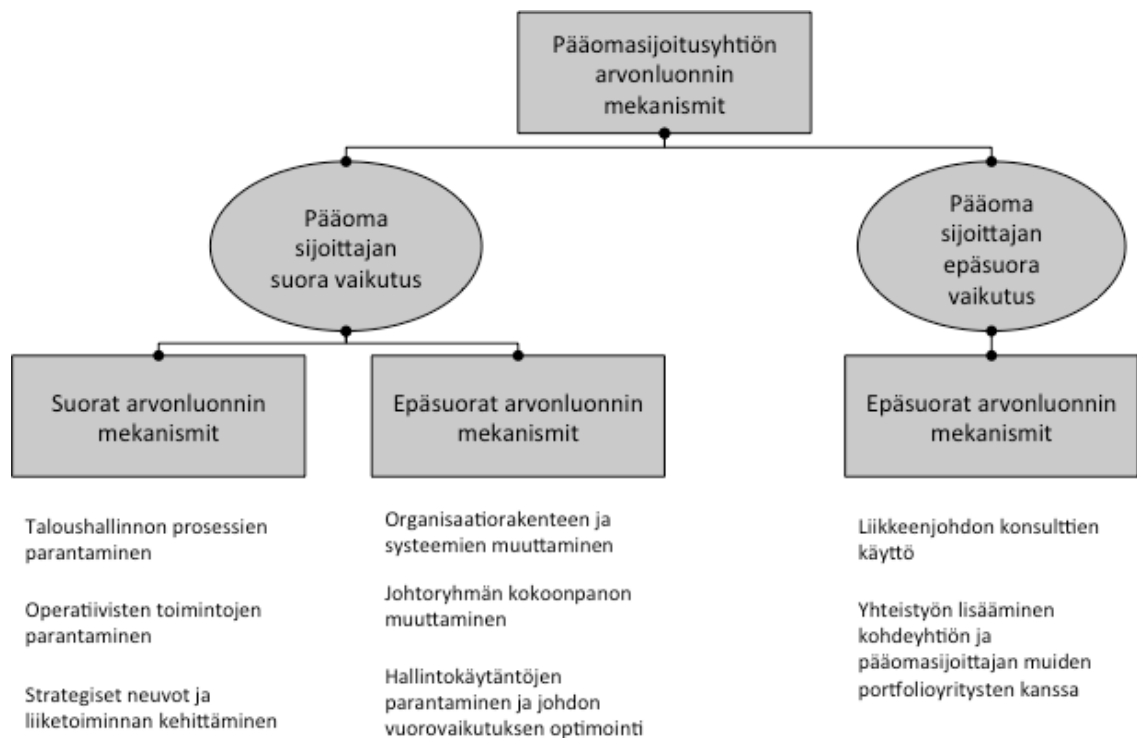 Pääomasijoitusyhtiön
arvonluonnin
mekanismit
Pääoma
sijoittajan
suora vaikutus
Pääoma
sijoittajan
epäsuora
vaikutus
Suorat arvonluonnin
mekanismit
Epäsuorat arvonluonnin
mekanismit
Epäsuorat arvonluonnin
mekanismit
Taloushallinnon prosessien
parantaminen
Operatiivisten toimintojen
parantaminen
Strategiset neuvot ja
liiketoiminnan kehittäminen
Organisaatiorakenteen ja
systeemien muuttaminen
Johtoryhmän kokoonpanon
muuttaminen
Hallintokäytäntöjen
parantaminen ja johdon
vuorovaikutuksen optimointi
Liikkeenjohdon konsulttien
käyttö
Yhteistyön lisääminen
kohdeyhtiön ja
pääomasijoittajan muiden
portfolioyritysten kanssa